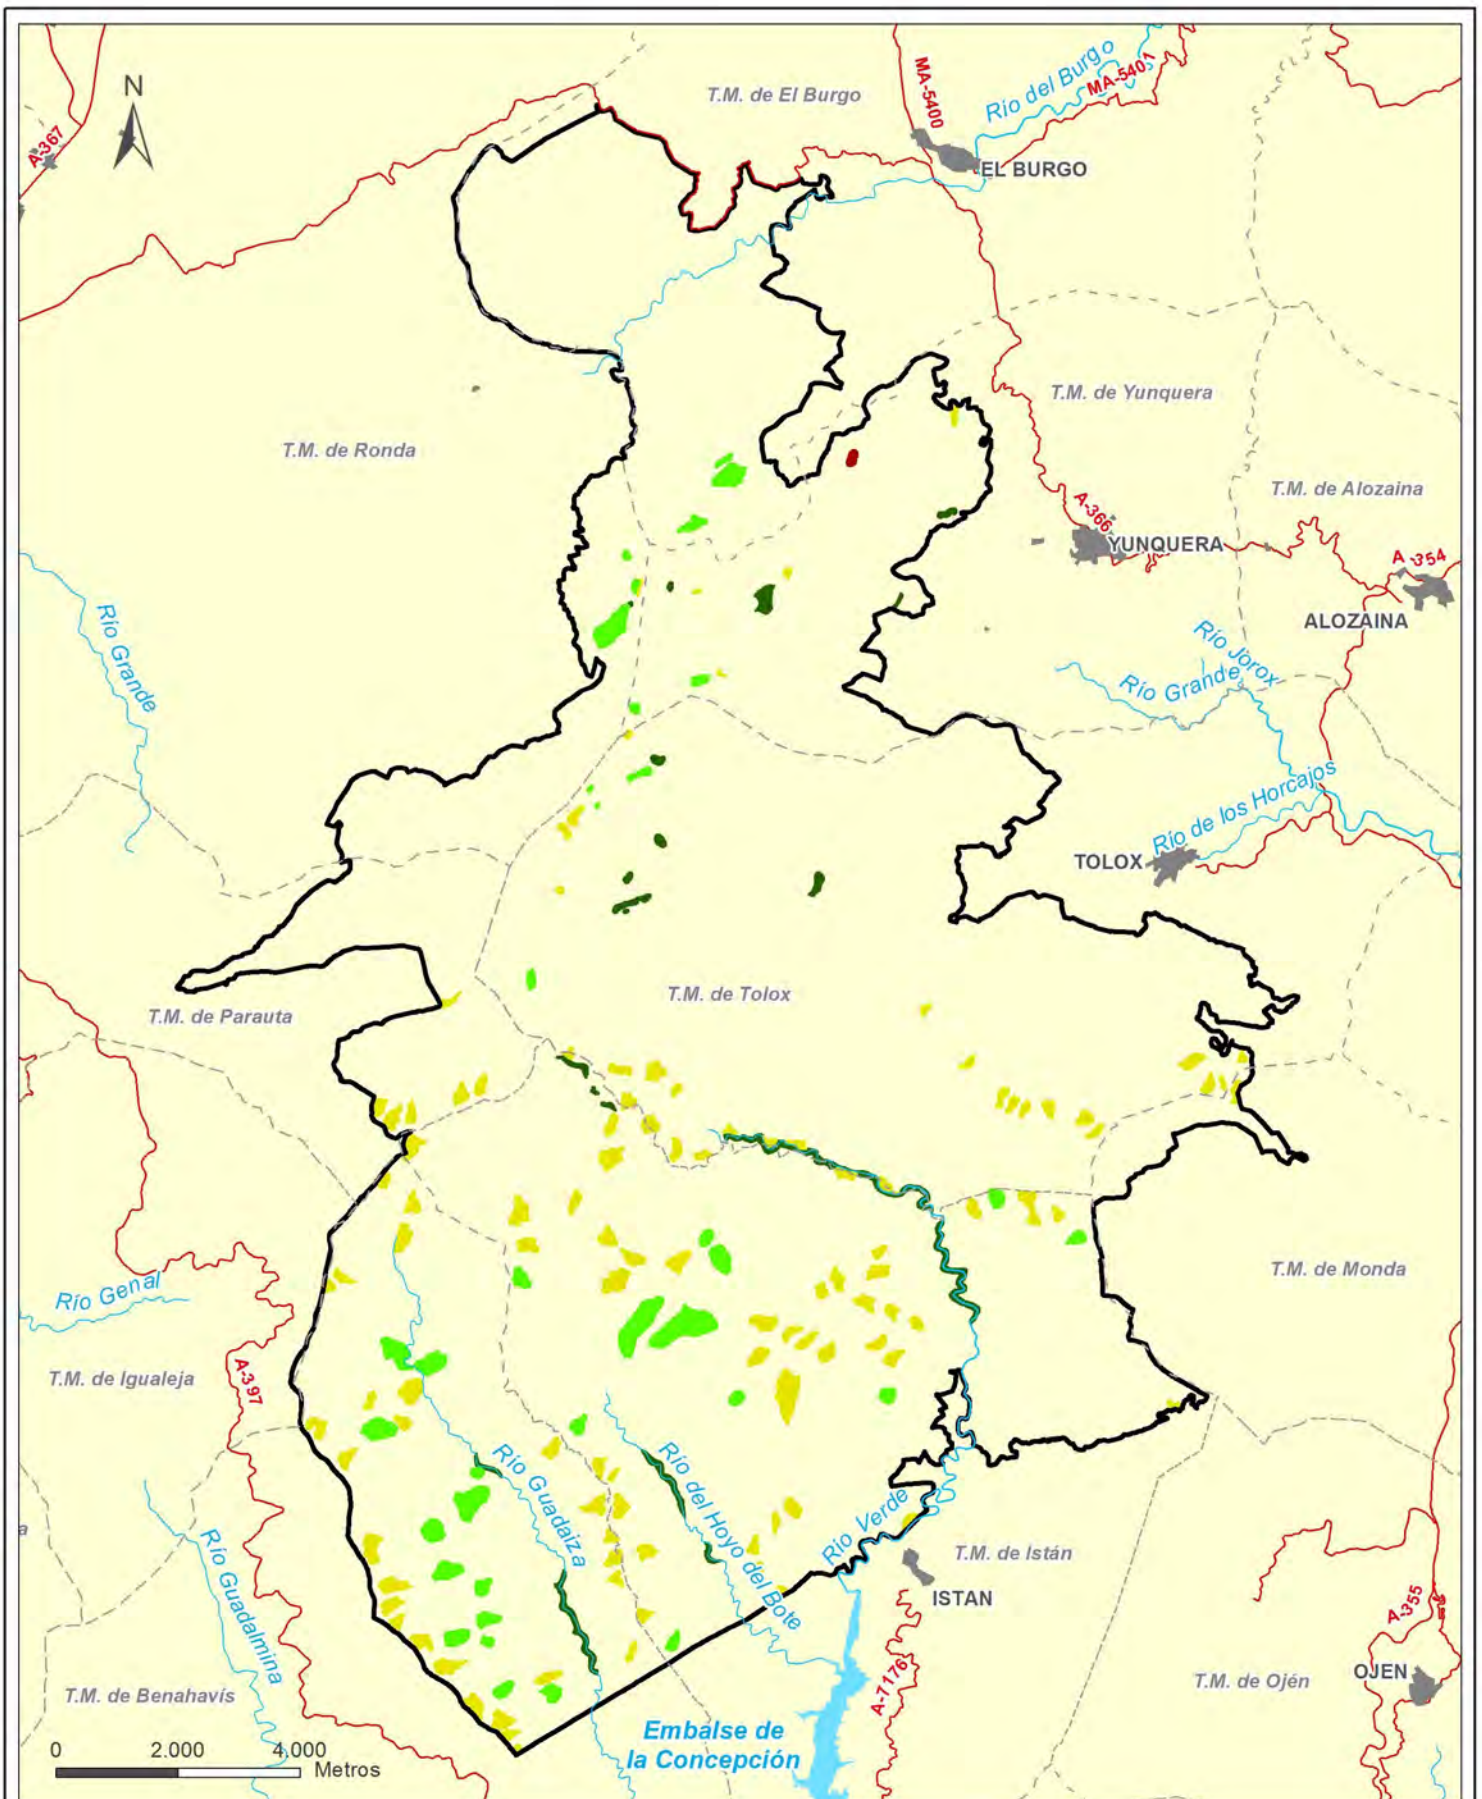 N
T.M. de El Burgo
MA-5400
Río del Burgo
MA-5401
A-367
EL BURGO
T.M. de Yunquera
T.M. de Ronda
T.M. de Alozaina
A-366
YUNQUERA
A-354
ALOZAINA
Río Grande
Río Jorox
Río Grande
Río de los Horcajos
TOLOX
T.M. de Tolox
T.M. de Parauta
Río Genal
T.M. de Monda
T.M. de Igualeja
A-397
Río Guadaiza
Río del Hoyo del Bote
Río Verde
a
Río Guadalmina
T.M. de Istán
ISTAN
A-355
T.M. de Benahavís
A-7176
T.M. de Ojén
OJEN
Embalse de
la Concepción
0 2.000 4.000
Metros